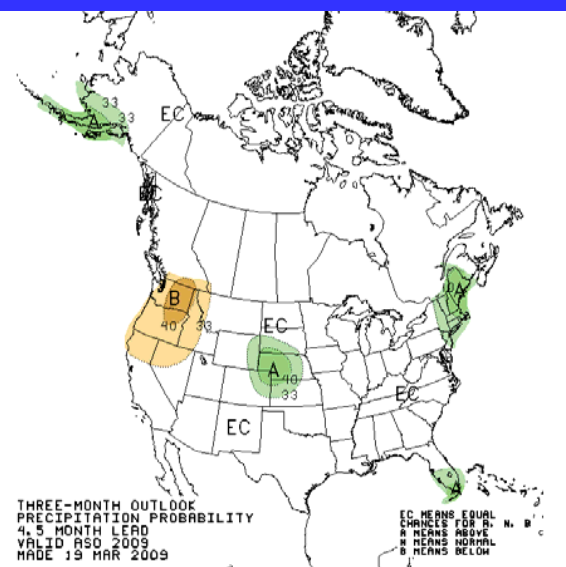 33
A 33
EC
EC
B
40 33
EC
A
40
33
EC
EC
A
A
THREE-MONTH OUTLOOK
PRECIPITATION PROBABILITY
4.5 MONTH LEAD
VALID ASO 2009
MADE 19 MAR 2009
EC MEANS EQUAL
CHANCES FOR A, N, B
A MEANS ABOVE
N MEANS NORMAL
B MEANS BELOW